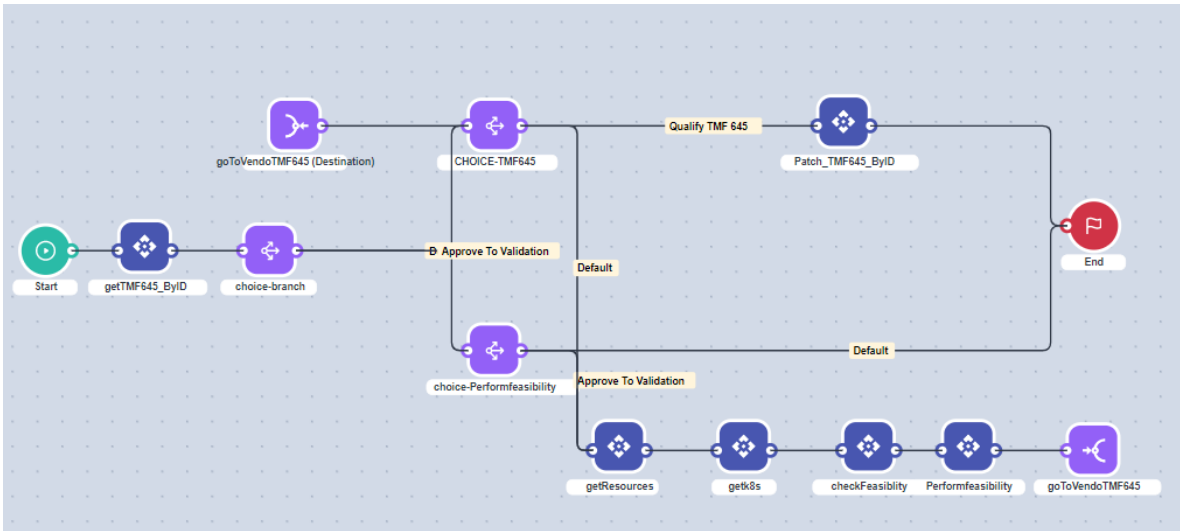 Qualify TMF 645
goToVendoTMF645 (Destination)
CHOICE-TMF645
Patch_TMF645_ByID
D Approve To Validation
Default
Start
getTMF645_ByID
choice-branch
End
Default
choice-Performfeasibility
Approve To Validation
getResources
getk8s
checkFeasiblity
Performfeasibility
goToVendoTMF645